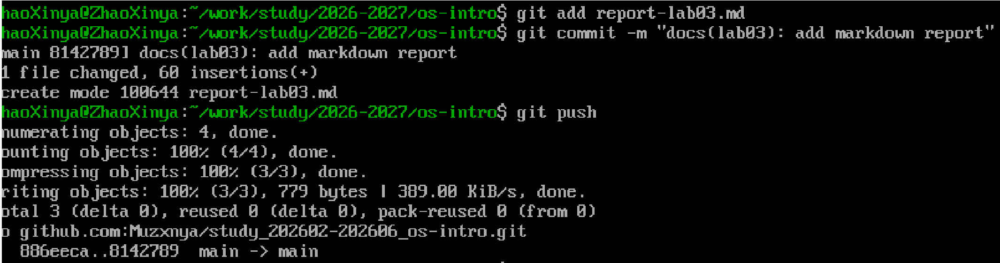 haoXinya@ZhaoXinya:~/work/study/2026-2027/os-intro$ git add report-lab03.md
haoXinya@ZhaoXinya:~/work/study/2026-2027/os-intro$ git commit -m "docs(lab03): add markdown report"
main 8142789] docs(lab03): add markdown report
1 file changed, 60 insertions(+)
create mode 100644 report-lab03.md
haoXinya@ZhaoXinya:~/work/study/2026-2027/os-intro$ git push
numerating objects: 4, done.
ounting objects: 100% (4/4), done.
ompressing objects: 100% (3/3), done.
riting objects: 100% (3/3), 779 bytes | 389.00 KiB/s, done.
otal 3 (delta 0), reused 0 (delta 0), pack-reused 0 (from 0)
o github.com:Muzxnya/study_202602-202606_os-intro.git
886eeca..8142789  main -> main